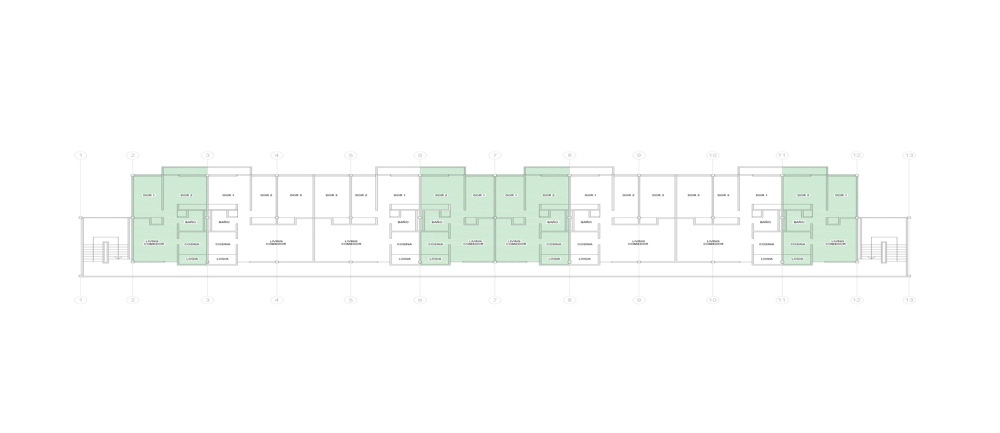 1 2 3 4 5 6 7 8 9 10 11 12 13
DOR 1 DOR 2 DOR 1 DOR 2 DOR 3 DOR 3 DOR 2 DOR 1 DOR 2 DOR 1 DOR 1 DOR 2 DOR 1 DOR 2 DOR 3 DOR 3 DOR 2 DOR 1 DOR 2 DOR 1
BAÑO BAÑO BAÑO BAÑO BAÑO BAÑO BAÑO BAÑO
LIVING LIVING LIVING LIVING LIVING LIVING LIVING LIVING
COMEDOR COSINA COSINA COMEDOR COMEDOR COSINA COSINA COMEDOR COMEDOR COSINA COSINA COMEDOR COMEDOR COSINA COSINA COMEDOR
LOGIA LOGIA LOGIA LOGIA LOGIA LOGIA LOGIA LOGIA
1 2 3 4 5 6 7 8 9 10 11 12 13